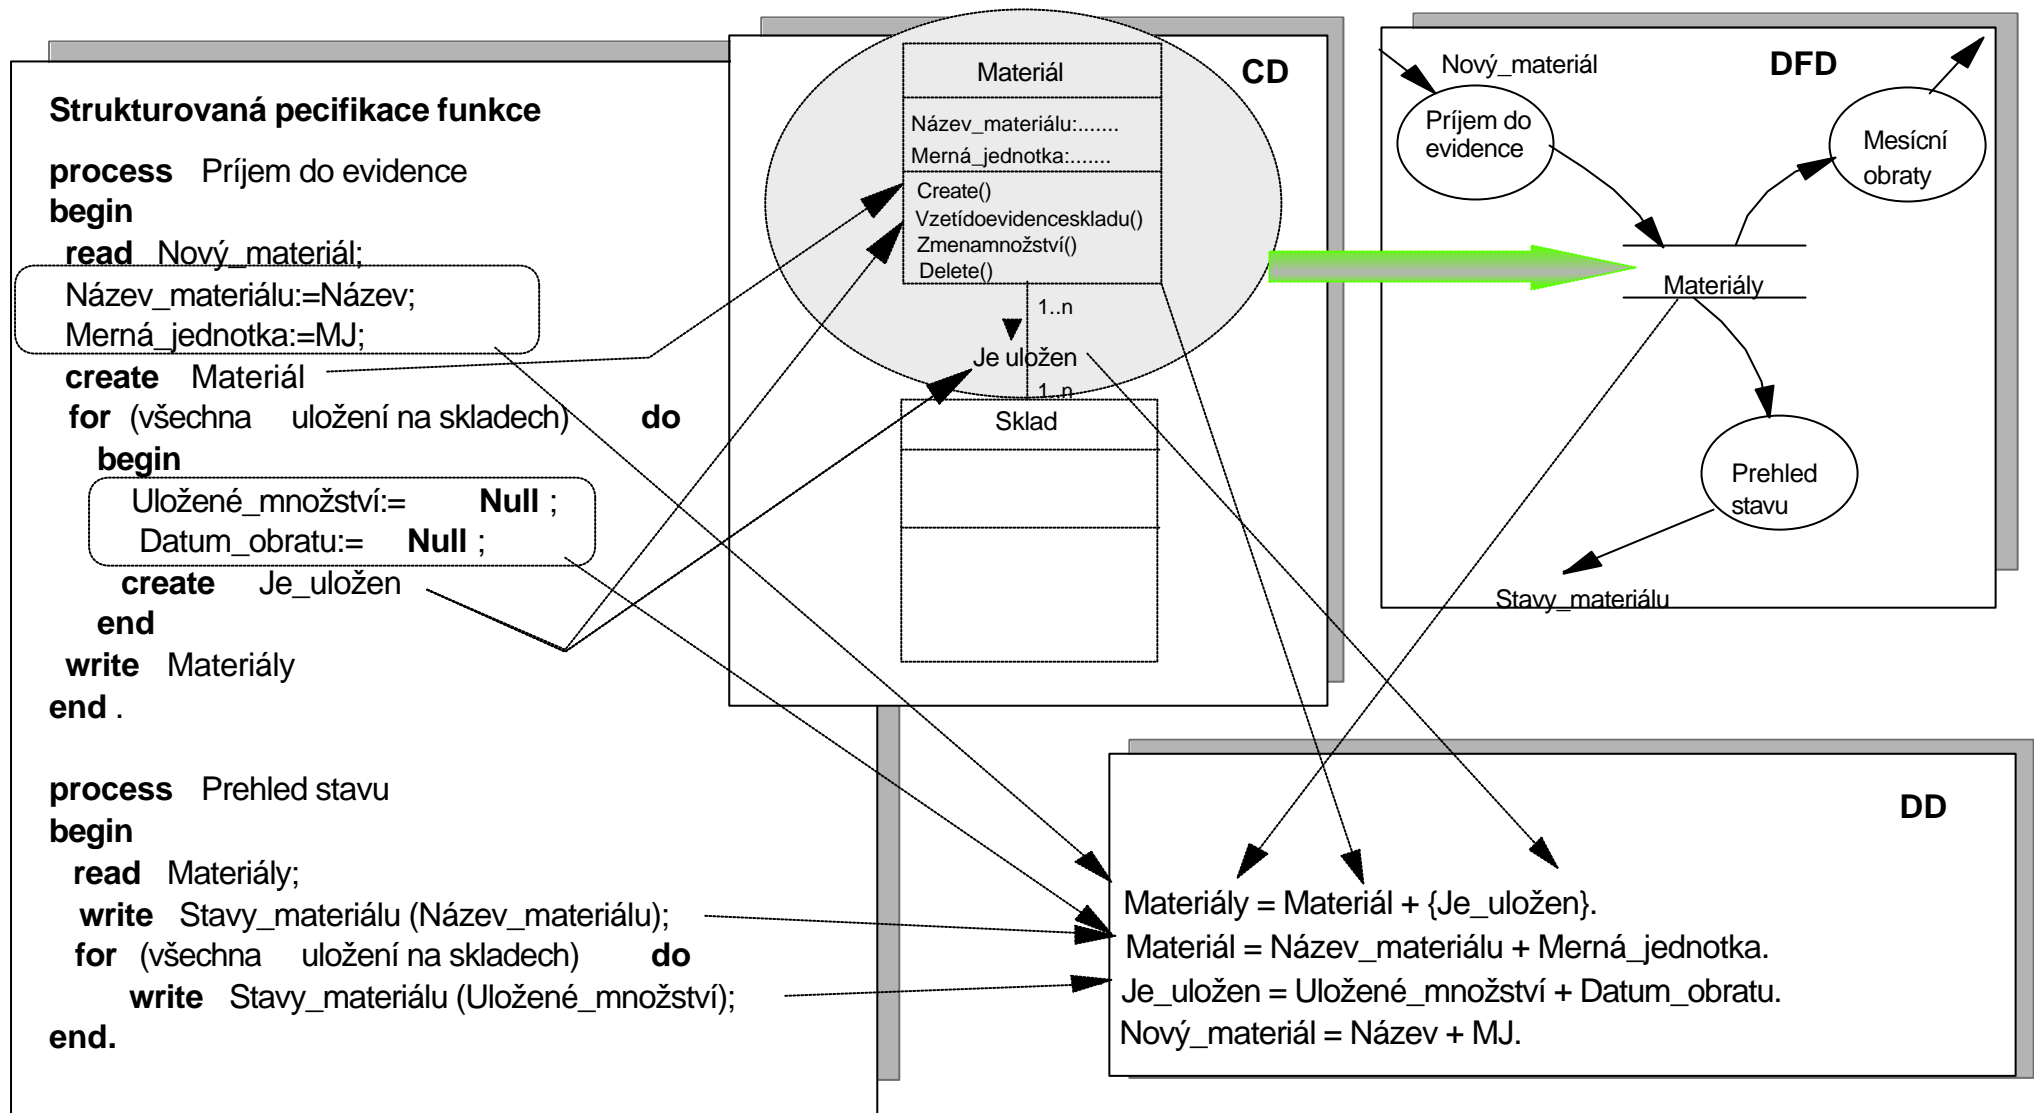 Strukturovaná pecifikace funkce
process Príjem do evidence
begin
read Nový_materiál;
Název_materiálu:=Název;
Merná_jednotka:=MJ;
create Materiál
for (všechna uložení na skladech) do
begin
Uložené_množství:= Null ;
Datum_obratu:= Null ;
create Je_uložen
end
write Materiály
end .
process Prehled stavu
begin
read Materiály;
write Stavy_materiálu (Název_materiálu);
for (všechna uložení na skladech) do
write Stavy_materiálu (Uložené_množství);
end.
CD
Materiál
Název_materiálu:.......
Merná_jednotka:.......
Create()
Vzetídoevidenceskladu()
Zmenamnožství()
Delete()
1..n
Je uložen
1..n
Sklad
DFD
Nový_materiál
Príjem do
evidence
Mesícní
obraty
Materiály
Prehled
stavu
Stavy_materiálu
DD
Materiály = Materiál + {Je_uložen}.
Materiál = Název_materiálu + Merná_jednotka.
Je_uložen = Uložené_množství + Datum_obratu.
Nový_materiál = Název + MJ.